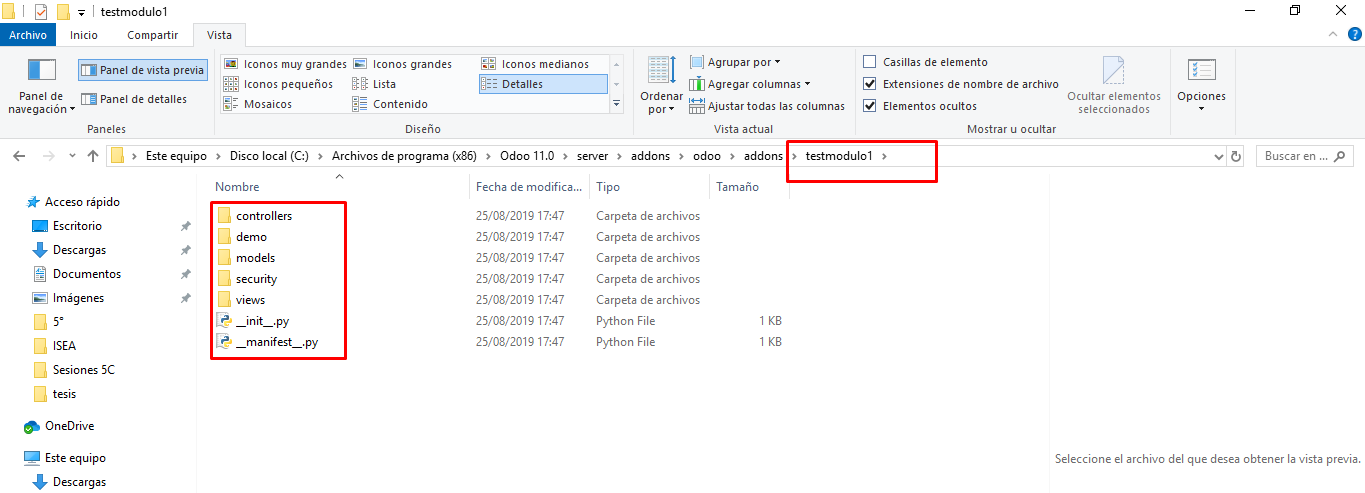 testmodulo1
Archivo Inicio Compartir Vista
Panel de navegación
Panel de vista previa
Panel de detalles
Paneles
Iconos muy grandes Iconos grandes Iconos medianos
Iconos pequeños Lista Detalles
Mosaicos Contenido
Diseño
Ordenar por
Agrupar por
Agregar columnas
Ajustar todas las columnas
Vista actual
Casillas de elemento
Extensiones de nombre de archivo
Elementos ocultos
Ocultar elementos seleccionados
Mostrar u ocultar
Opciones
Este equipo > Disco local (C:) > Archivos de programa (x86) > Odoo 11.0 > server > addons > odoo > addons > testmodulo1 >
Buscar en ...
Acceso rápido
Escritorio
Descargas
Documentos
Imágenes
5°
ISEA
Sesiones 5C
tesis
OneDrive
Este equipo
Descargas
Nombre Fecha de modifica... Tipo Tamaño
controllers 25/08/2019 17:47 Carpeta de archivos
demo 25/08/2019 17:47 Carpeta de archivos
models 25/08/2019 17:47 Carpeta de archivos
security 25/08/2019 17:47 Carpeta de archivos
views 25/08/2019 17:47 Carpeta de archivos
__init__.py 25/08/2019 17:47 Python File 1 KB
__manifest__.py 25/08/2019 17:47 Python File 1 KB
Seleccione el archivo del que desea obtener la vista previa.